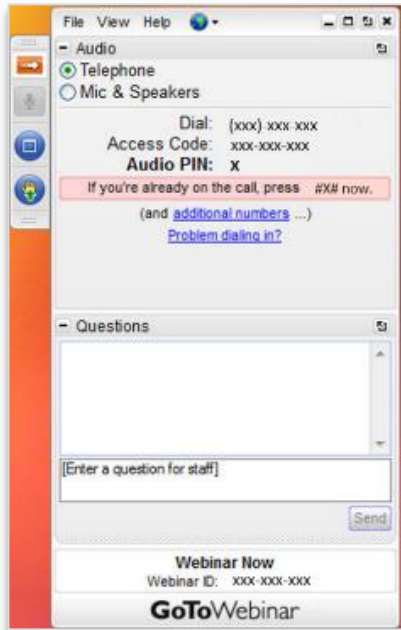 File View Help
Audio
Telephone
Mic & Speakers
Dial: (xxx) xxx-xxx
Access Code: xxx-xxx-xxx
Audio PIN: x
If you're already on the call, press #X# now.
(and additional numbers ...)
Problem dialing in?
Questions
[Enter a question for staff]
Send
Webinar Now
Webinar ID: xxx-xxx-xxx
GoToWebinar